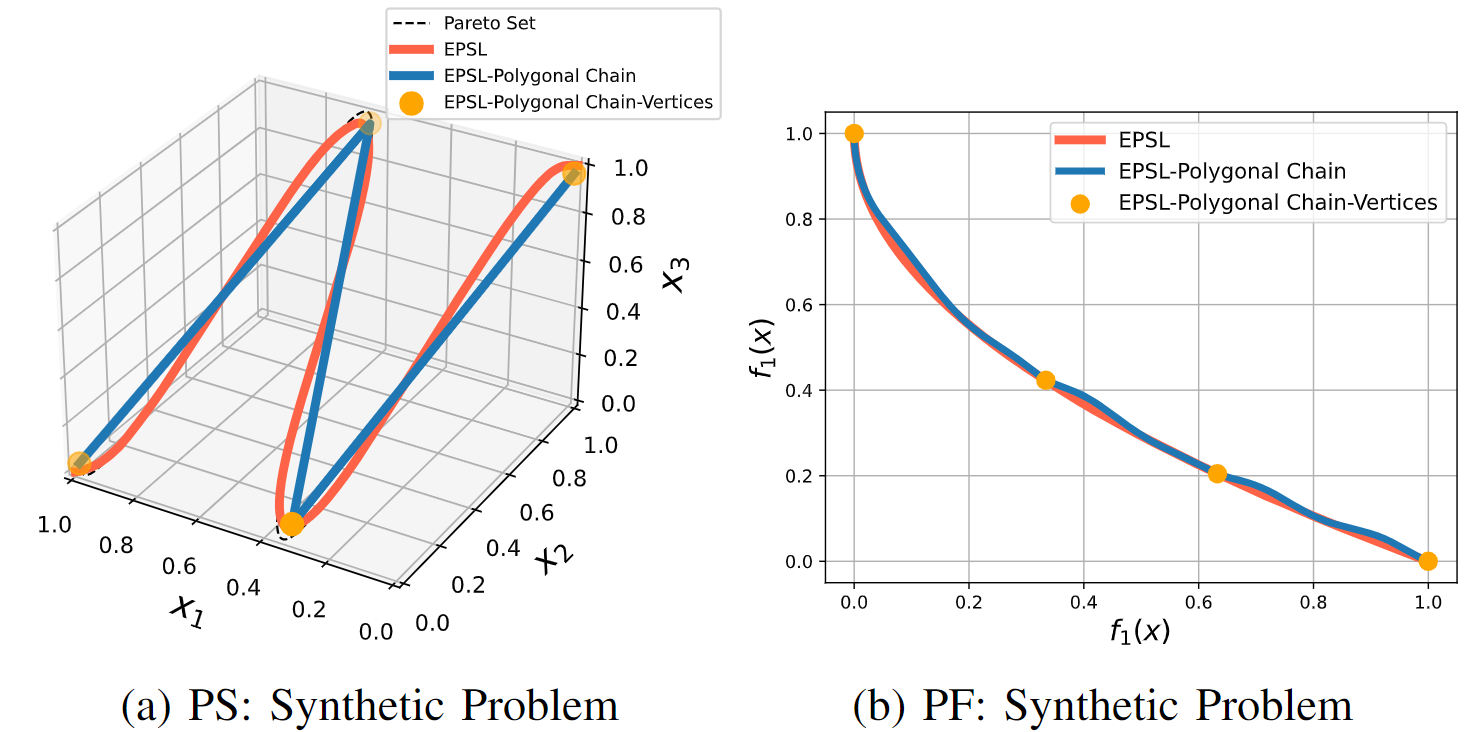 Pareto Set
EPSL
EPSL-Polygonal Chain
EPSL-Polygonal Chain-Vertices
1.0
0.8
0.6
0.4
0.2
0.0
x3
1.0
0.8
0.6
0.4
0.2
0.0
x2
1.0
0.8
0.6
0.4
0.2
0.0
x1
(a) PS: Synthetic Problem
EPSL
EPSL-Polygonal Chain
EPSL-Polygonal Chain-Vertices
1.0
0.8
0.6
0.4
0.2
0.0
f1(x)
0.0 0.2 0.4 0.6 0.8 1.0
f1(x)
(b) PF: Synthetic Problem